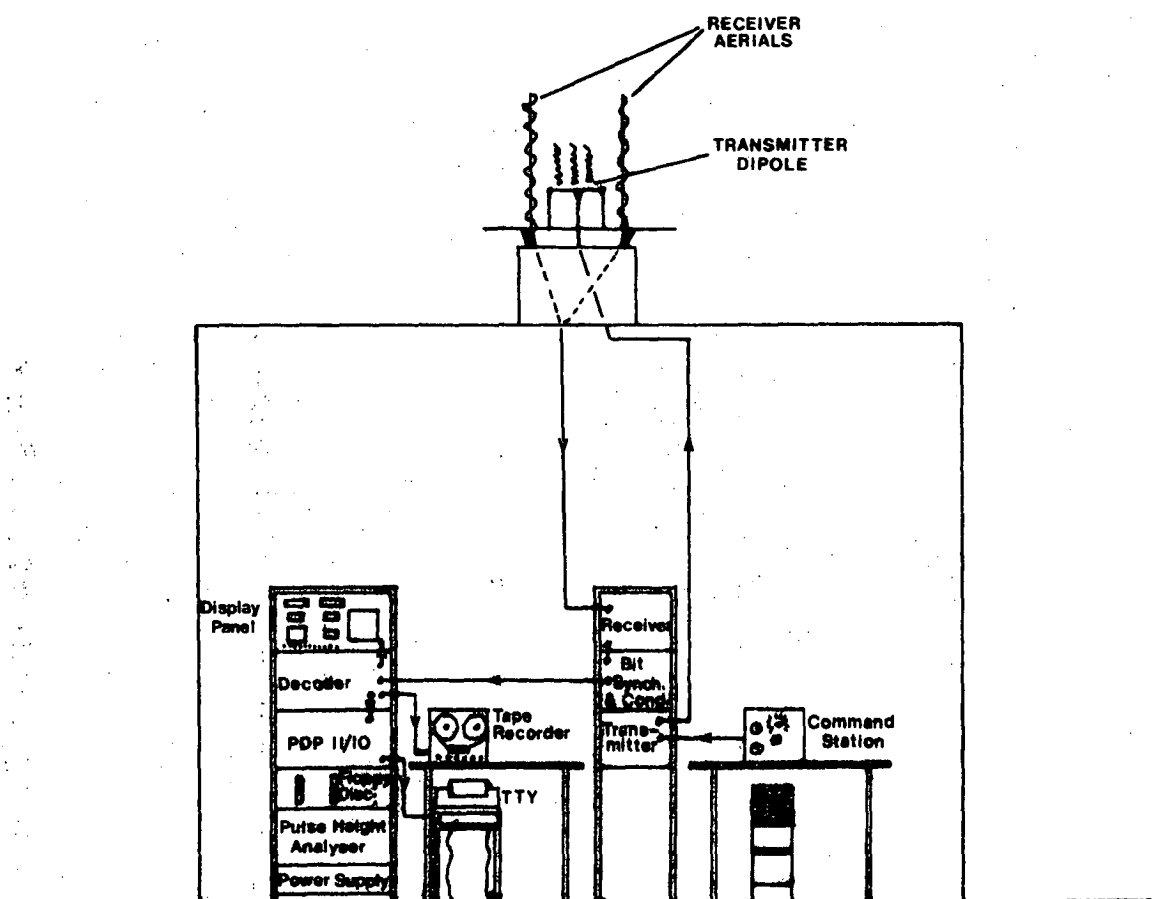 RECEIVER
AERIALS
TRANSMITTER
DIPOLE
Display
Panel
Receiver
Decoder
Bit
Synch.
& Cond.
Tape
Recorder
Trans-
mitter
Command
Station
PDP 11/10
Floppy
Disc.
TTY
Pulse Height
Analyser
Power Supply